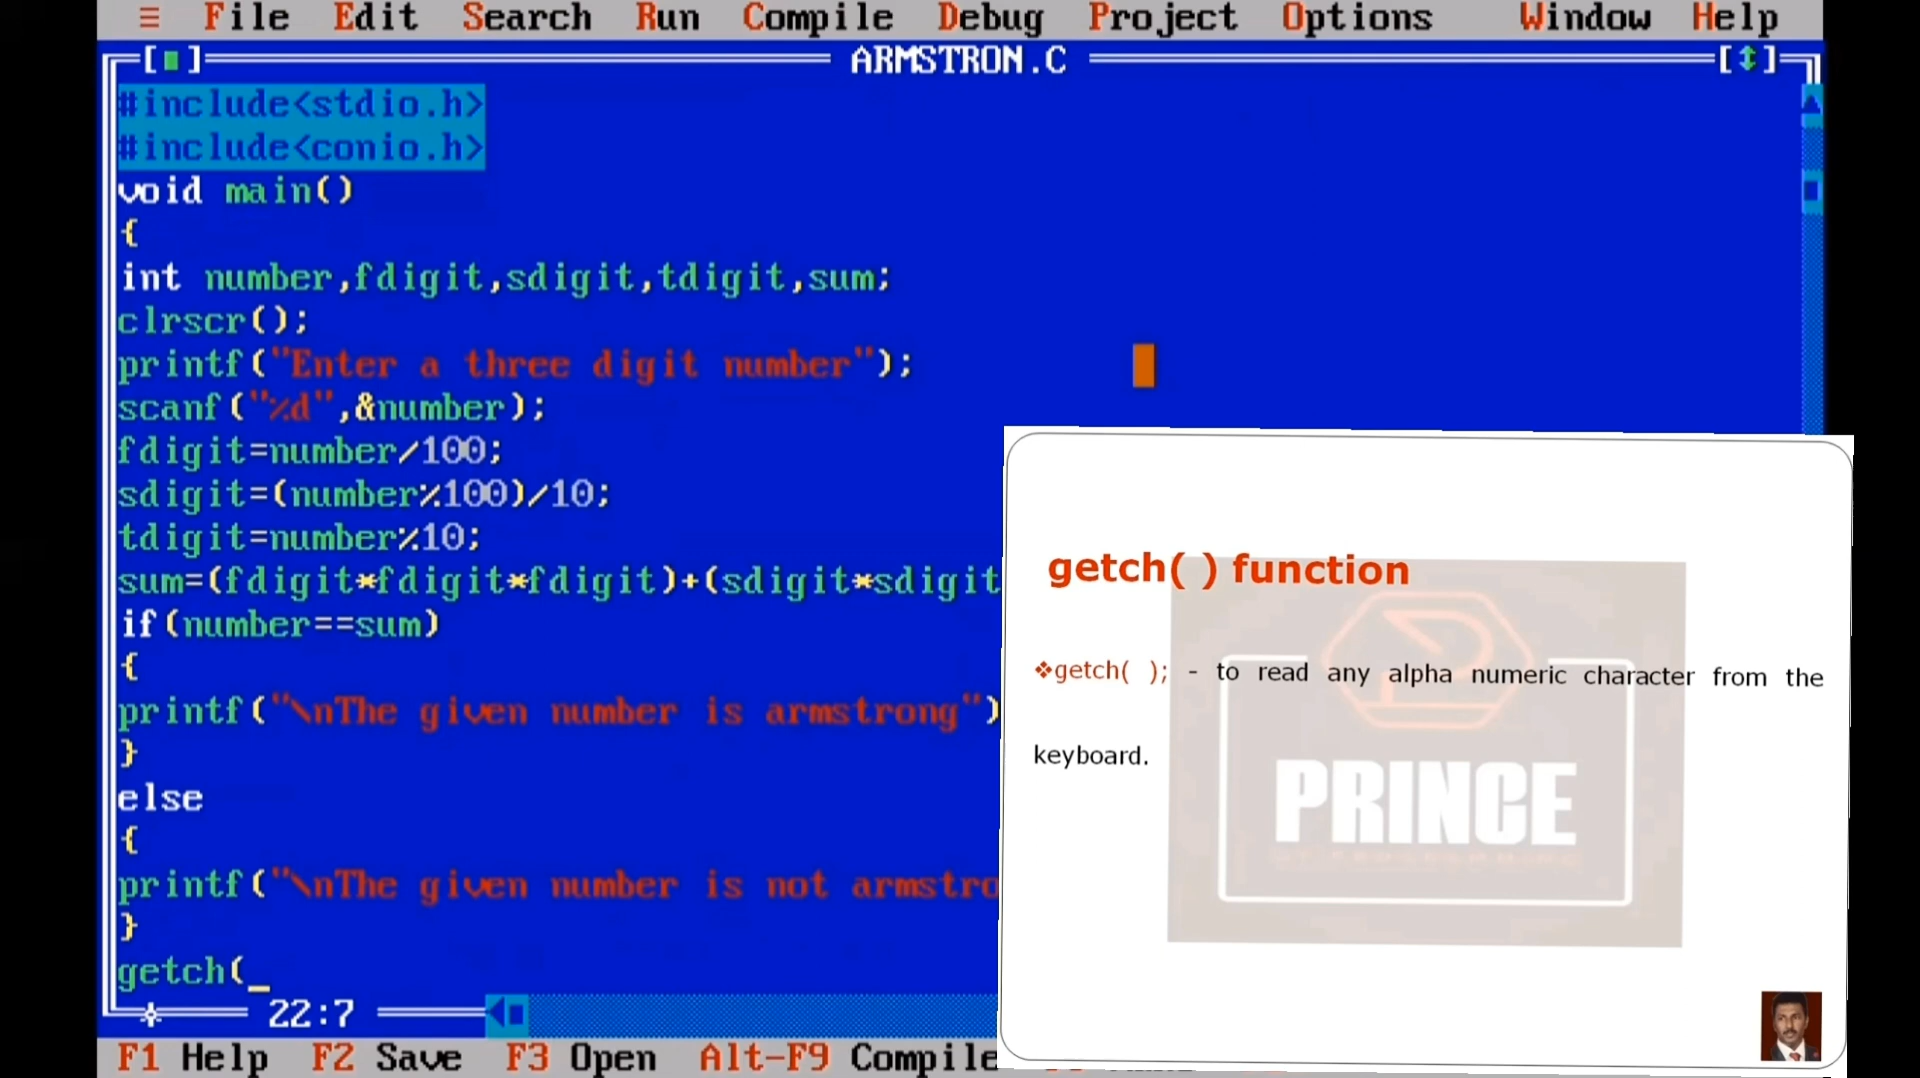 ≡ File Edit Search Run Compile Debug Project Options Window Help
[■] ARMSTRON.C [↕]
#include<stdio.h>
#include<conio.h>
void main()
{
int number,fdigit,sdigit,tdigit,sum;
clrscr();
printf("Enter a three digit number");
scanf("%d",&number);
fdigit=number/100;
sdigit=(number%100)/10;
tdigit=number%10;
sum=(fdigit*fdigit*fdigit)+(sdigit*sdigit
if(number==sum)
{
printf("\nThe given number is armstrong")
}
else
{
printf("\nThe given number is not armstro
}
getch(_
22:7
F1 Help F2 Save F3 Open Alt-F9 Compile
getch( ) function
❖getch( ); - to read any alpha numeric character from the
keyboard.
PRINCE